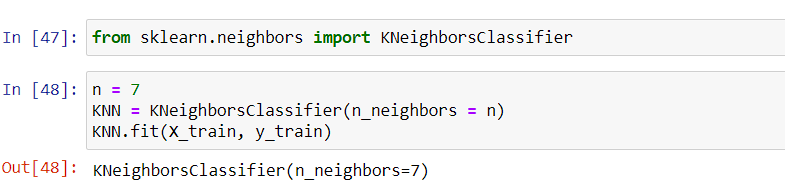 In [47]: from sklearn.neighbors import KNeighborsClassifier
In [48]: n = 7
KNN = KNeighborsClassifier(n_neighbors = n)
KNN.fit(X_train, y_train)
Out[48]: KNeighborsClassifier(n_neighbors=7)